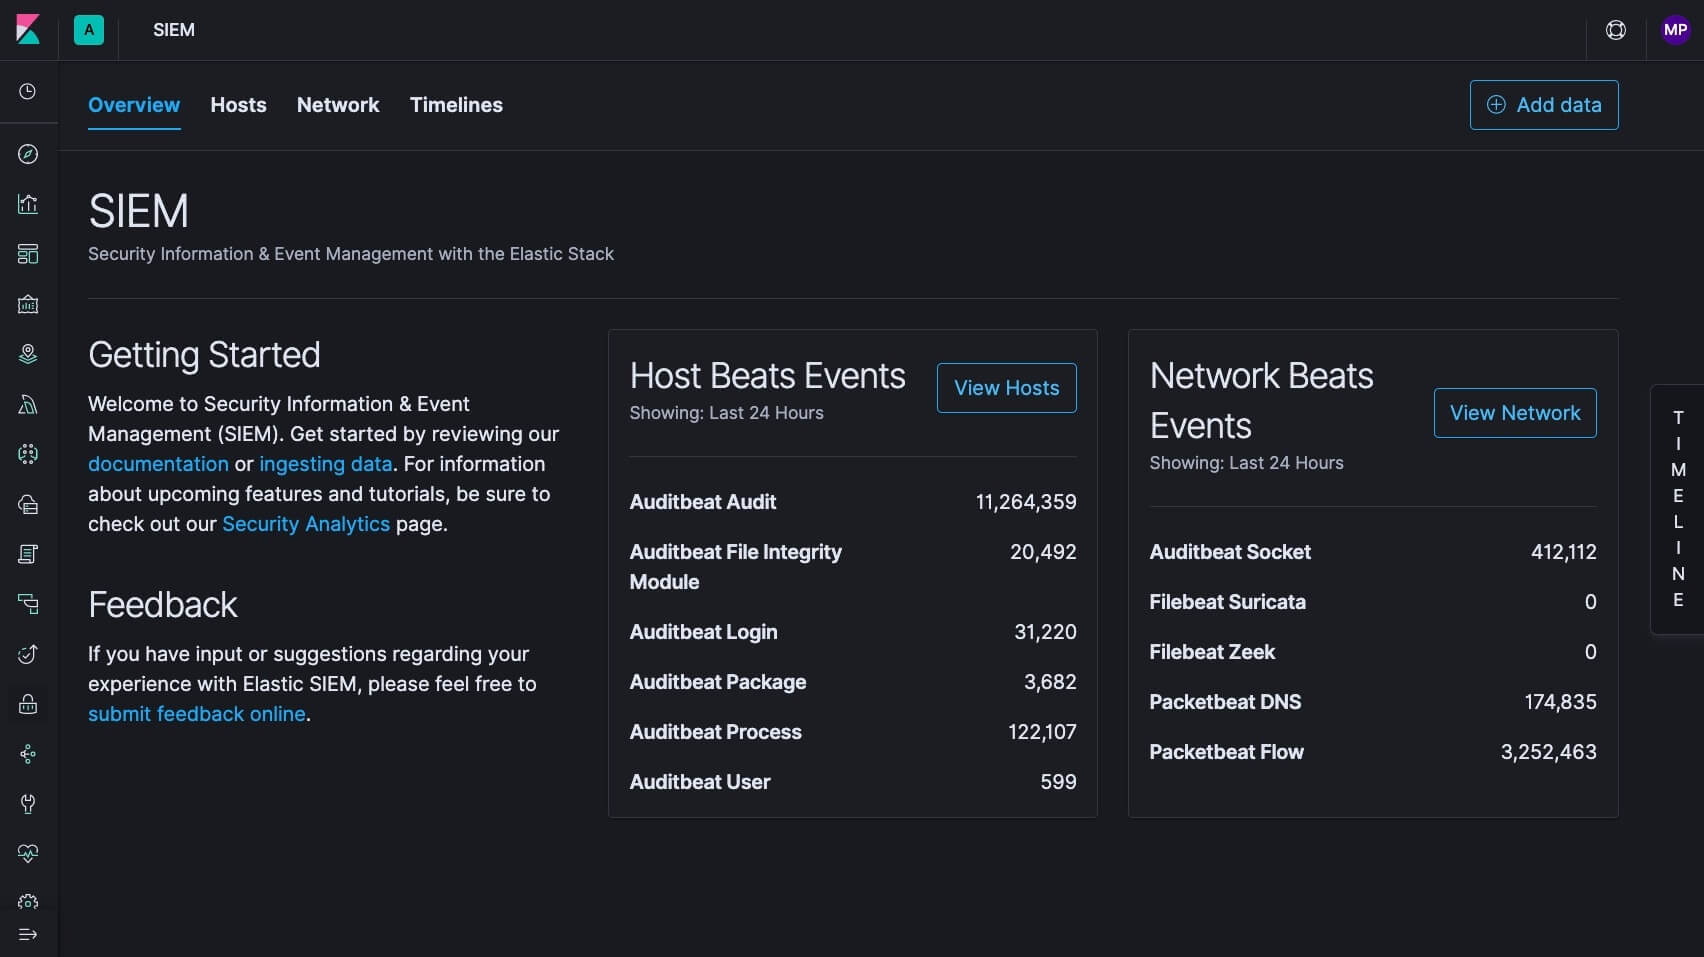 A
SIEM
MP
Overview Hosts Network Timelines
Add data
SIEM
Security Information & Event Management with the Elastic Stack
Getting Started
Welcome to Security Information & Event
Management (SIEM). Get started by reviewing our
documentation or ingesting data. For information
about upcoming features and tutorials, be sure to
check out our Security Analytics page.
Feedback
If you have input or suggestions regarding your
experience with Elastic SIEM, please feel free to
submit feedback online.
Host Beats Events
View Hosts
Showing: Last 24 Hours
Auditbeat Audit 11,264,359
Auditbeat File Integrity 20,492
Module
Auditbeat Login 31,220
Auditbeat Package 3,682
Auditbeat Process 122,107
Auditbeat User 599
Network Beats
Events
View Network
Showing: Last 24 Hours
Auditbeat Socket 412,112
Filebeat Suricata 0
Filebeat Zeek 0
Packetbeat DNS 174,835
Packetbeat Flow 3,252,463
TIMELINE